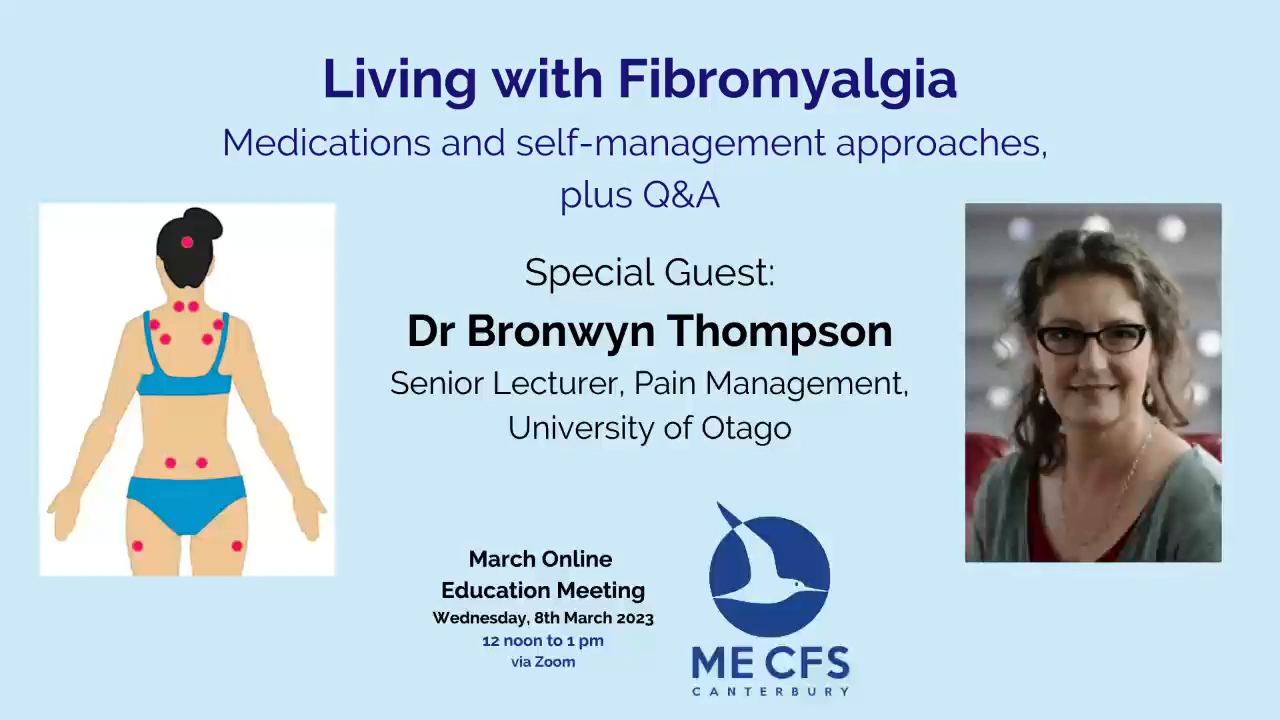 Living with Fibromyalgia
Medications and self-management approaches,
plus Q&A
Special Guest:
Dr Bronwyn Thompson
Senior Lecturer, Pain Management,
University of Otago
March Online
Education Meeting
Wednesday, 8th March 2023
12 noon to 1 pm
via Zoom
ME CFS
CANTERBURY